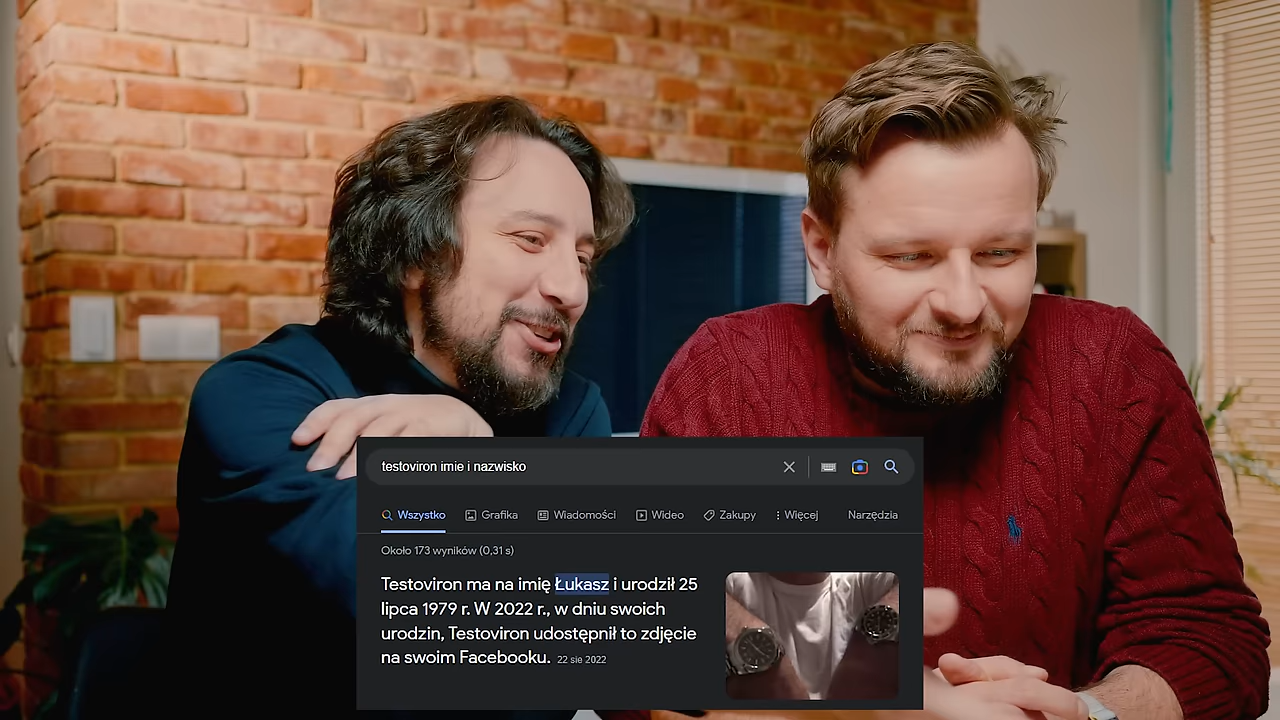 testoviron imie i nazwisko
Wszystko Grafika Wiadomości Wideo Zakupy Więcej Narzędzia
Około 173 wyników (0,31 s)
Testoviron ma na imię Łukasz i urodził 25
lipca 1979 r. W 2022 r., w dniu swoich
urodzin, Testoviron udostępnił to zdjęcie
na swoim Facebooku. 22 sie 2022